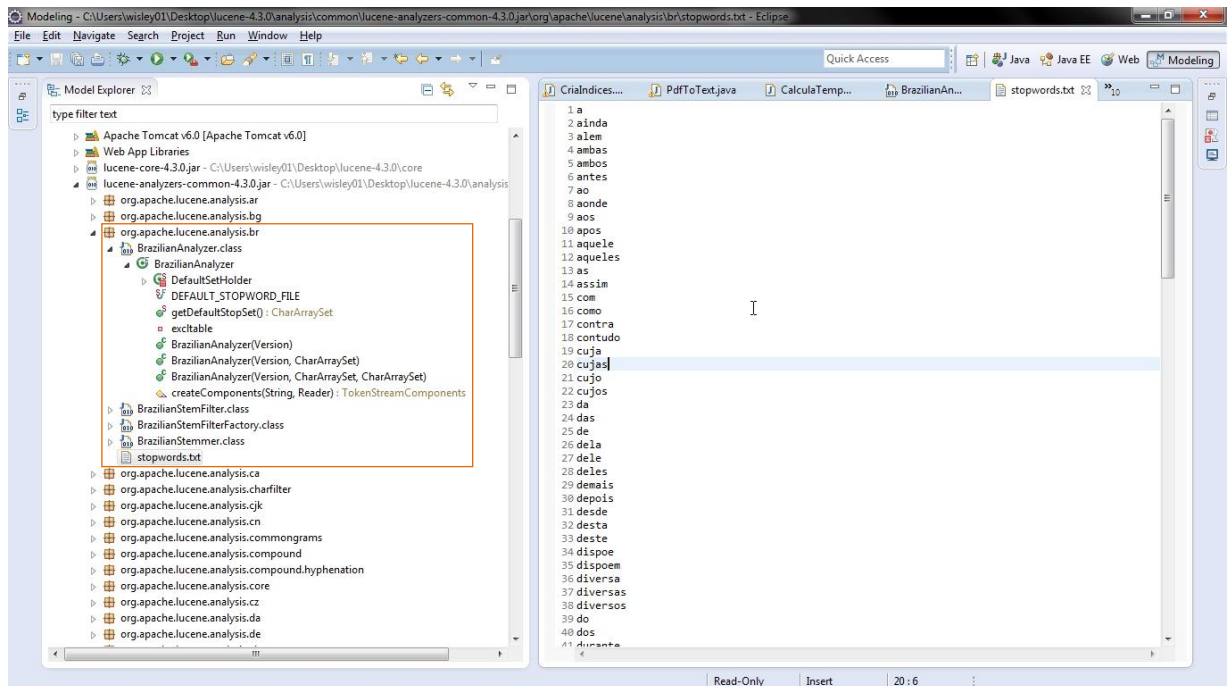 Modeling - C:\Users\wisley01\Desktop\lucene-4.3.0\analysis\common\lucene-analyzers-common-4.3.0.jar\org\apache\lucene\analysis\br\stopwords.txt - Eclipse
File Edit Navigate Search Project Run Window Help
Quick Access Java Java EE Web Modeling
Model Explorer
type filter text
Apache Tomcat v6.0 [Apache Tomcat v6.0]
Web App Libraries
lucene-core-4.3.0.jar - C:\Users\wisley01\Desktop\lucene-4.3.0\core
lucene-analyzers-common-4.3.0.jar - C:\Users\wisley01\Desktop\lucene-4.3.0\analysis
org.apache.lucene.analysis.ar
org.apache.lucene.analysis.bg
org.apache.lucene.analysis.br
BrazilianAnalyzer.class
BrazilianAnalyzer
DefaultSetHolder
DEFAULT_STOPWORD_FILE
getDefaultStopSet() : CharArraySet
excltable
BrazilianAnalyzer(Version)
BrazilianAnalyzer(Version, CharArraySet)
BrazilianAnalyzer(Version, CharArraySet, CharArraySet)
createComponents(String, Reader) : TokenStreamComponents
BrazilianStemFilter.class
BrazilianStemFilterFactory.class
BrazilianStemmer.class
stopwords.txt
org.apache.lucene.analysis.ca
org.apache.lucene.analysis.charfilter
org.apache.lucene.analysis.cjk
org.apache.lucene.analysis.cn
org.apache.lucene.analysis.commongrams
org.apache.lucene.analysis.compound
org.apache.lucene.analysis.compound.hyphenation
org.apache.lucene.analysis.core
org.apache.lucene.analysis.cz
org.apache.lucene.analysis.da
org.apache.lucene.analysis.de
CriaIndices.... PdfToText.java CalculaTemp... BrazilianAn... stopwords.txt »10
1 a
2 ainda
3 alem
4 ambas
5 ambos
6 antes
7 ao
8 aonde
9 aos
10 apos
11 aquele
12 aqueles
13 as
14 assim
15 com
16 como
17 contra
18 contudo
19 cuja
20 cujas
21 cujo
22 cujos
23 da
24 das
25 de
26 dela
27 dele
28 deles
29 demais
30 depois
31 desde
32 desta
33 deste
34 dispoe
35 dispoem
36 diversa
37 diversas
38 diversos
39 do
40 dos
41 durante
Read-Only Insert 20 : 6